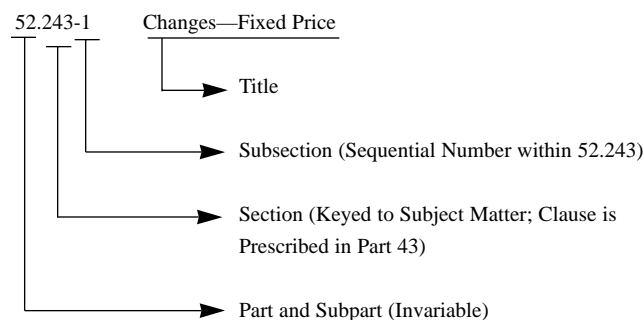 52.243-1 Changes—Fixed Price
Title
Subsection (Sequential Number within 52.243)
Section (Keyed to Subject Matter; Clause is
Prescribed in Part 43)
Part and Subpart (Invariable)